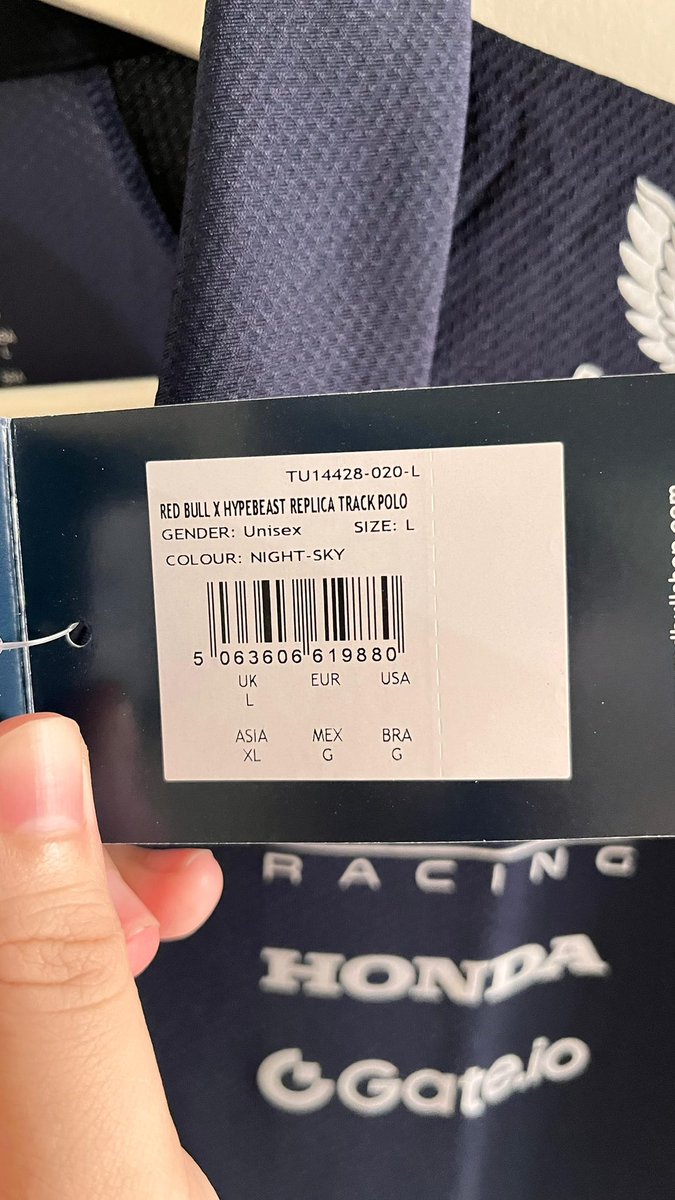 TU14428-020-L
RED BULL X HYPEBEAST REPLICA TRACK POLO
GENDER: Unisex SIZE: L
COLOUR: NIGHT-SKY
5 063606 619880
UK EUR USA
L
ASIA MEX BRA
XL G G
RACING
HONDA
Gate.io